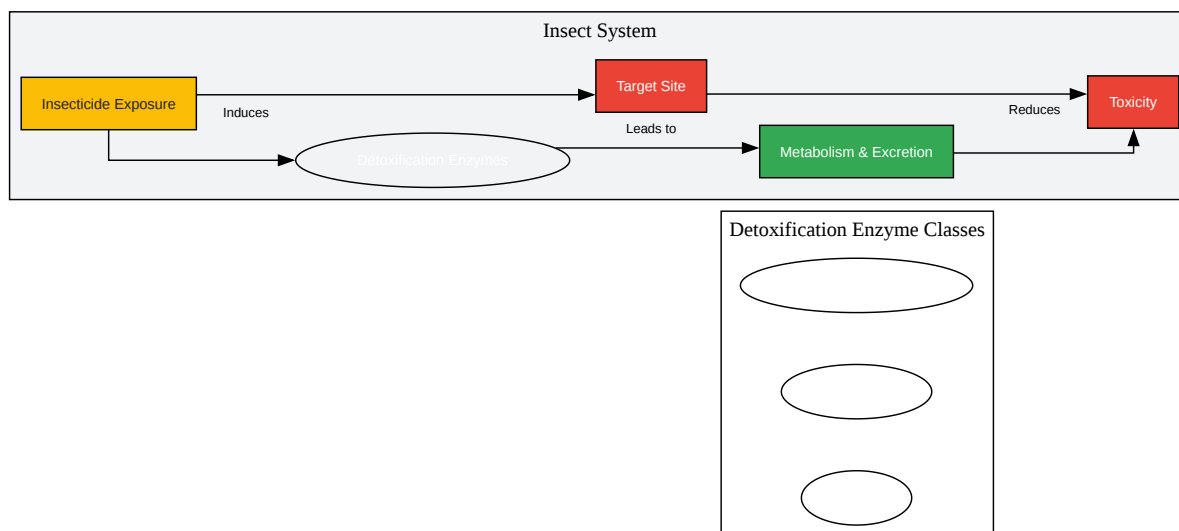 Insect System
Insecticide Exposure
Target Site
Toxicity
Induces
Reduces
Leads to
Detoxification Enzymes
Metabolism & Excretion
Detoxification Enzyme Classes